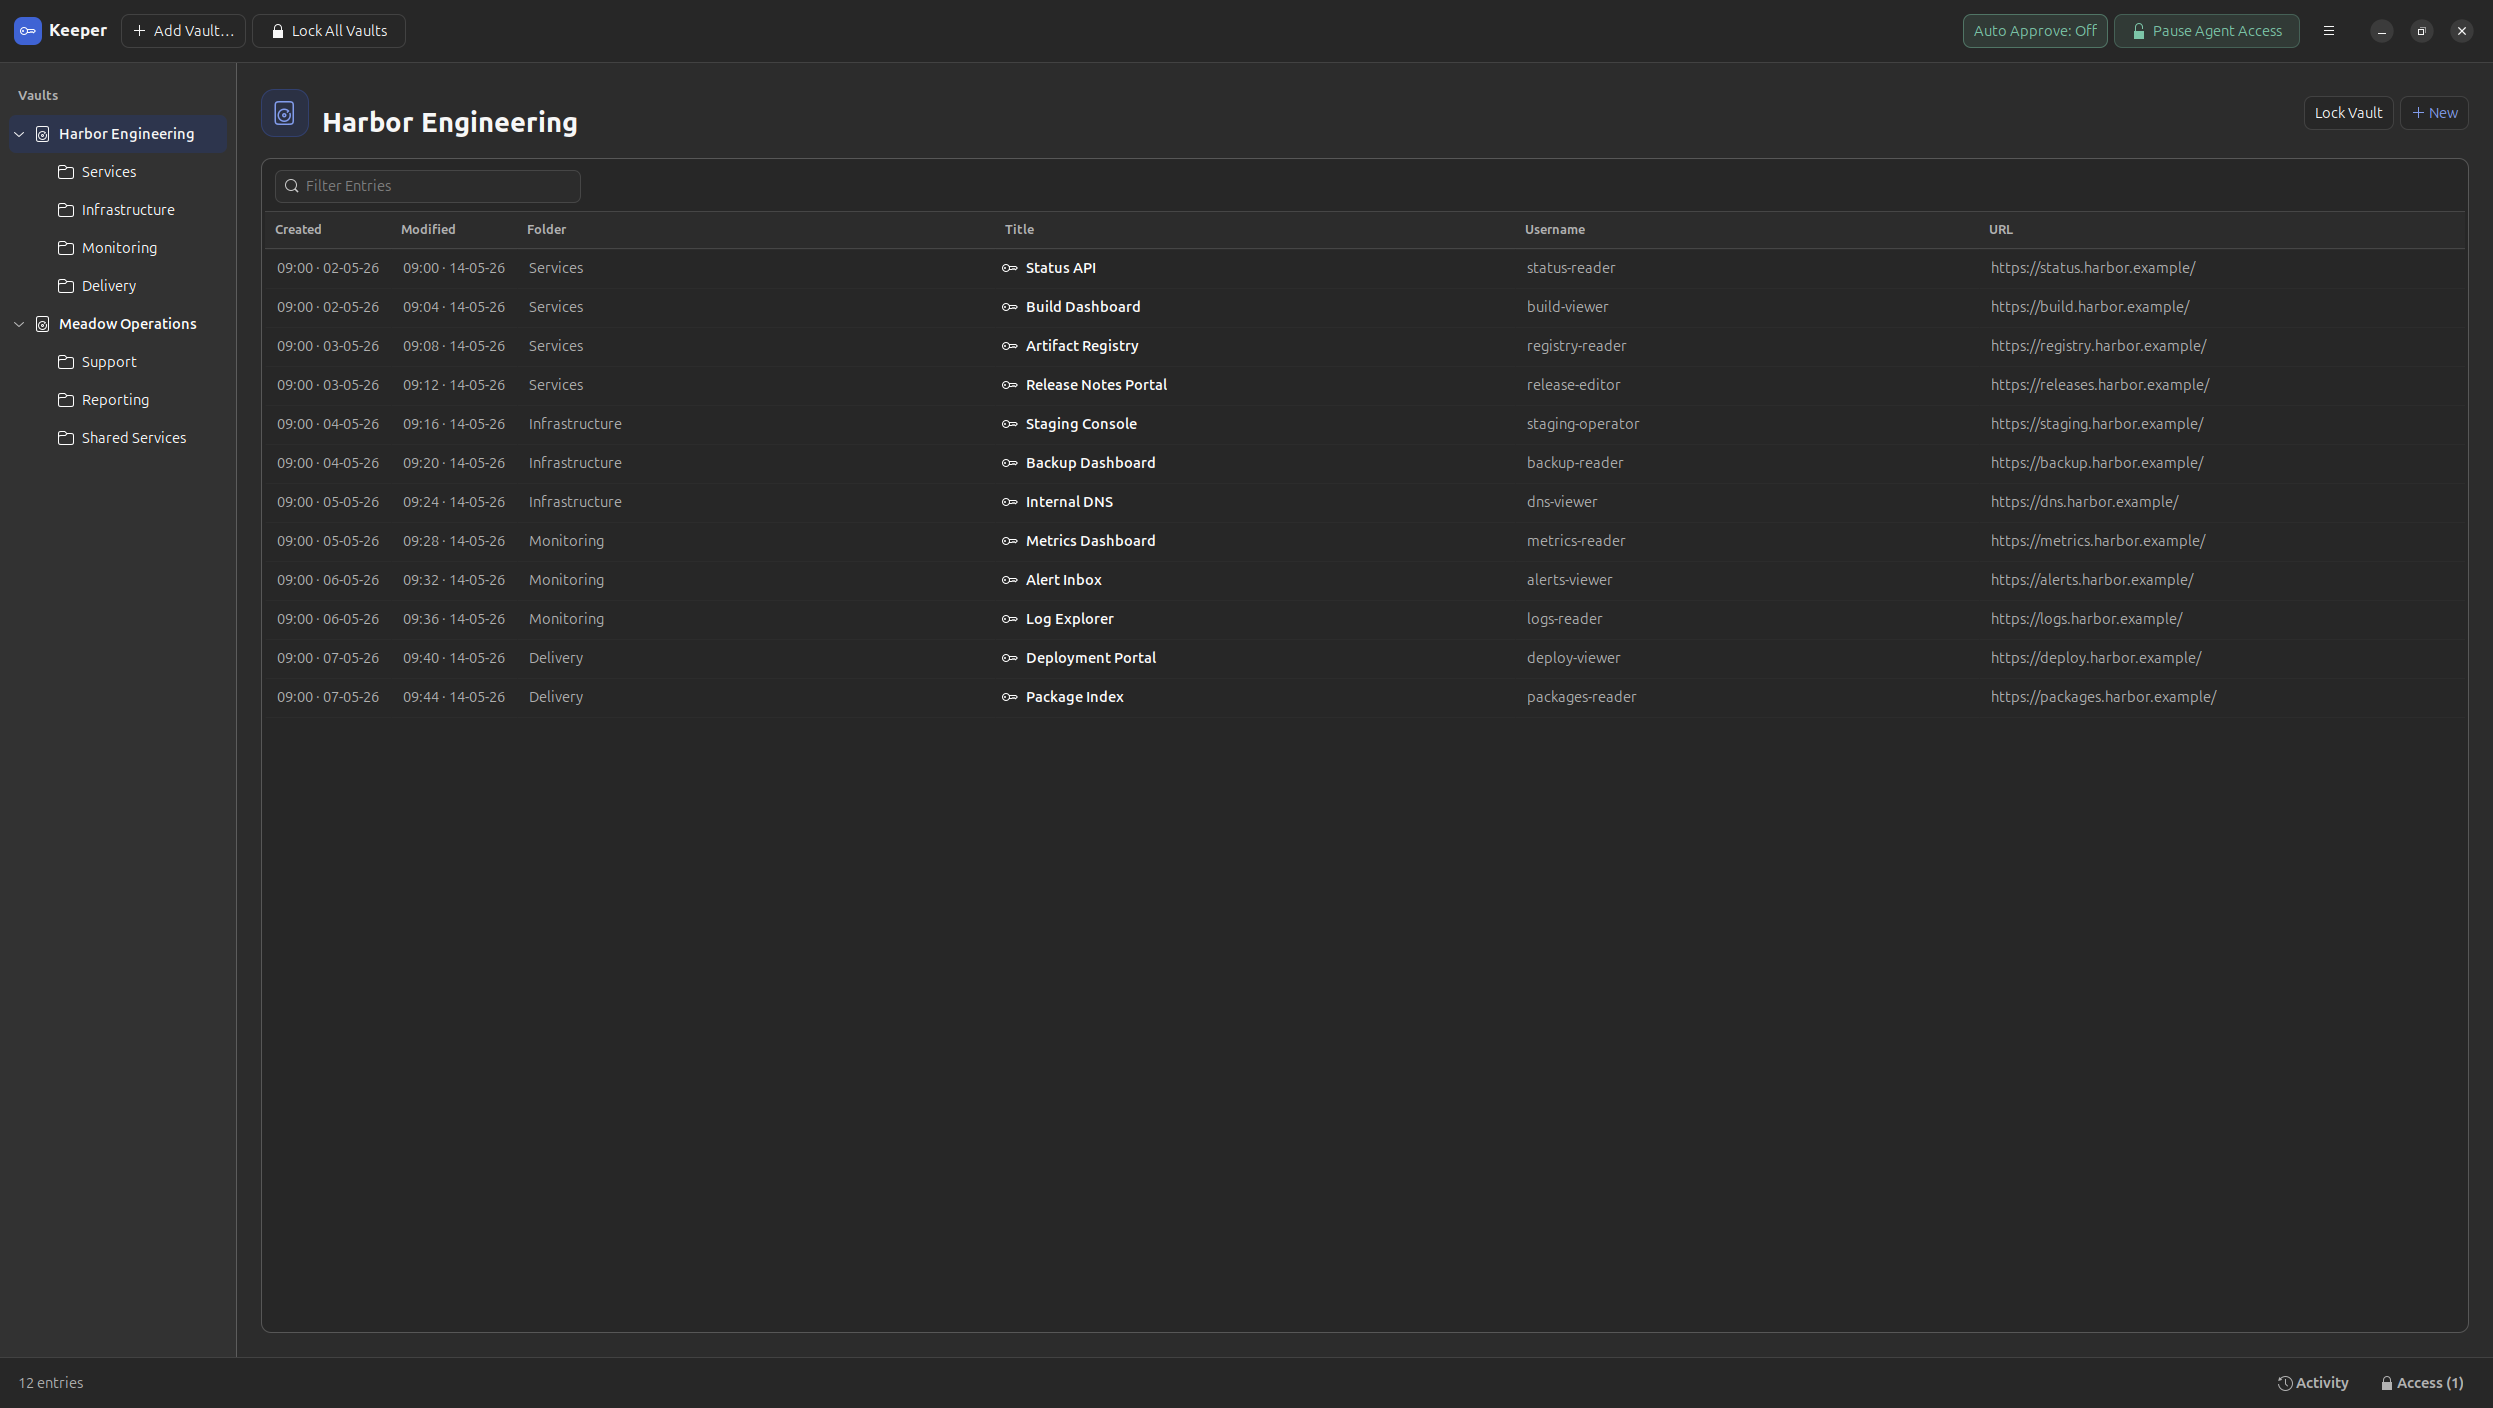 Keeper
Add Vault…
Lock All Vaults
Auto Approve: Off
Pause Agent Access
Vaults
Harbor Engineering
Services
Infrastructure
Monitoring
Delivery
Meadow Operations
Support
Reporting
Shared Services
Harbor Engineering
Lock Vault
New
Filter Entries
Created Modified Folder Title Username URL
09:00 · 02-05-26 09:00 · 14-05-26 Services Status API status-reader https://status.harbor.example/
09:00 · 02-05-26 09:04 · 14-05-26 Services Build Dashboard build-viewer https://build.harbor.example/
09:00 · 03-05-26 09:08 · 14-05-26 Services Artifact Registry registry-reader https://registry.harbor.example/
09:00 · 03-05-26 09:12 · 14-05-26 Services Release Notes Portal release-editor https://releases.harbor.example/
09:00 · 04-05-26 09:16 · 14-05-26 Infrastructure Staging Console staging-operator https://staging.harbor.example/
09:00 · 04-05-26 09:20 · 14-05-26 Infrastructure Backup Dashboard backup-reader https://backup.harbor.example/
09:00 · 05-05-26 09:24 · 14-05-26 Infrastructure Internal DNS dns-viewer https://dns.harbor.example/
09:00 · 05-05-26 09:28 · 14-05-26 Monitoring Metrics Dashboard metrics-reader https://metrics.harbor.example/
09:00 · 06-05-26 09:32 · 14-05-26 Monitoring Alert Inbox alerts-viewer https://alerts.harbor.example/
09:00 · 06-05-26 09:36 · 14-05-26 Monitoring Log Explorer logs-reader https://logs.harbor.example/
09:00 · 07-05-26 09:40 · 14-05-26 Delivery Deployment Portal deploy-viewer https://deploy.harbor.example/
09:00 · 07-05-26 09:44 · 14-05-26 Delivery Package Index packages-reader https://packages.harbor.example/
12 entries
Activity
Access (1)